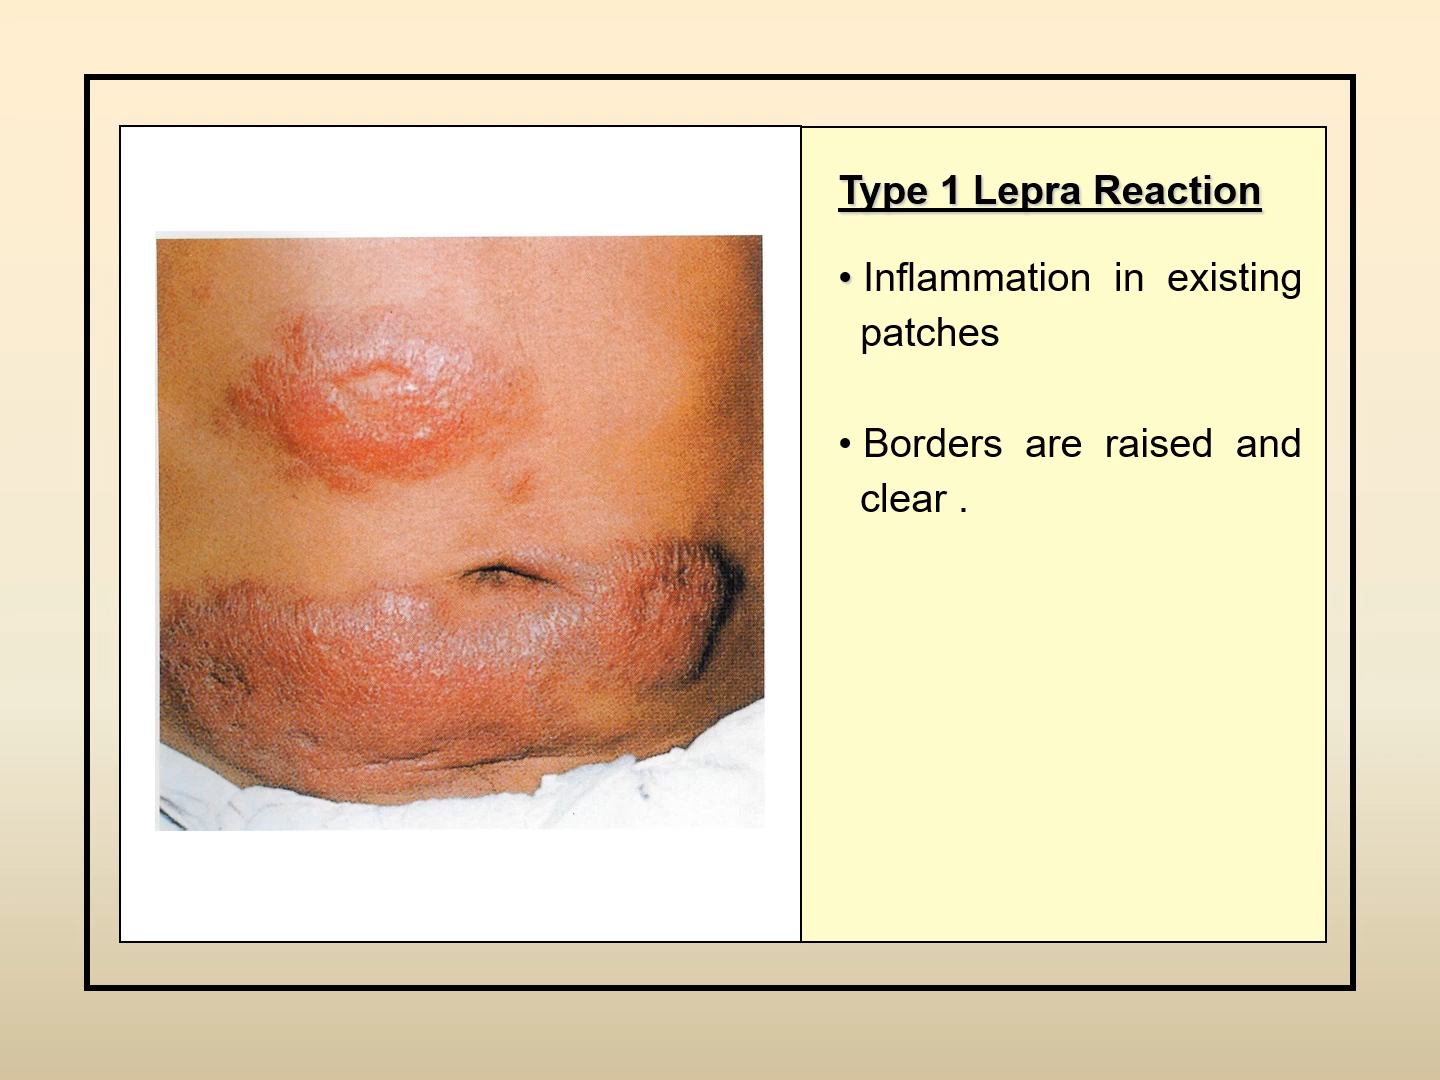 Type 1 Lepra Reaction
• Inflammation in existing
patches
• Borders are raised and
clear .